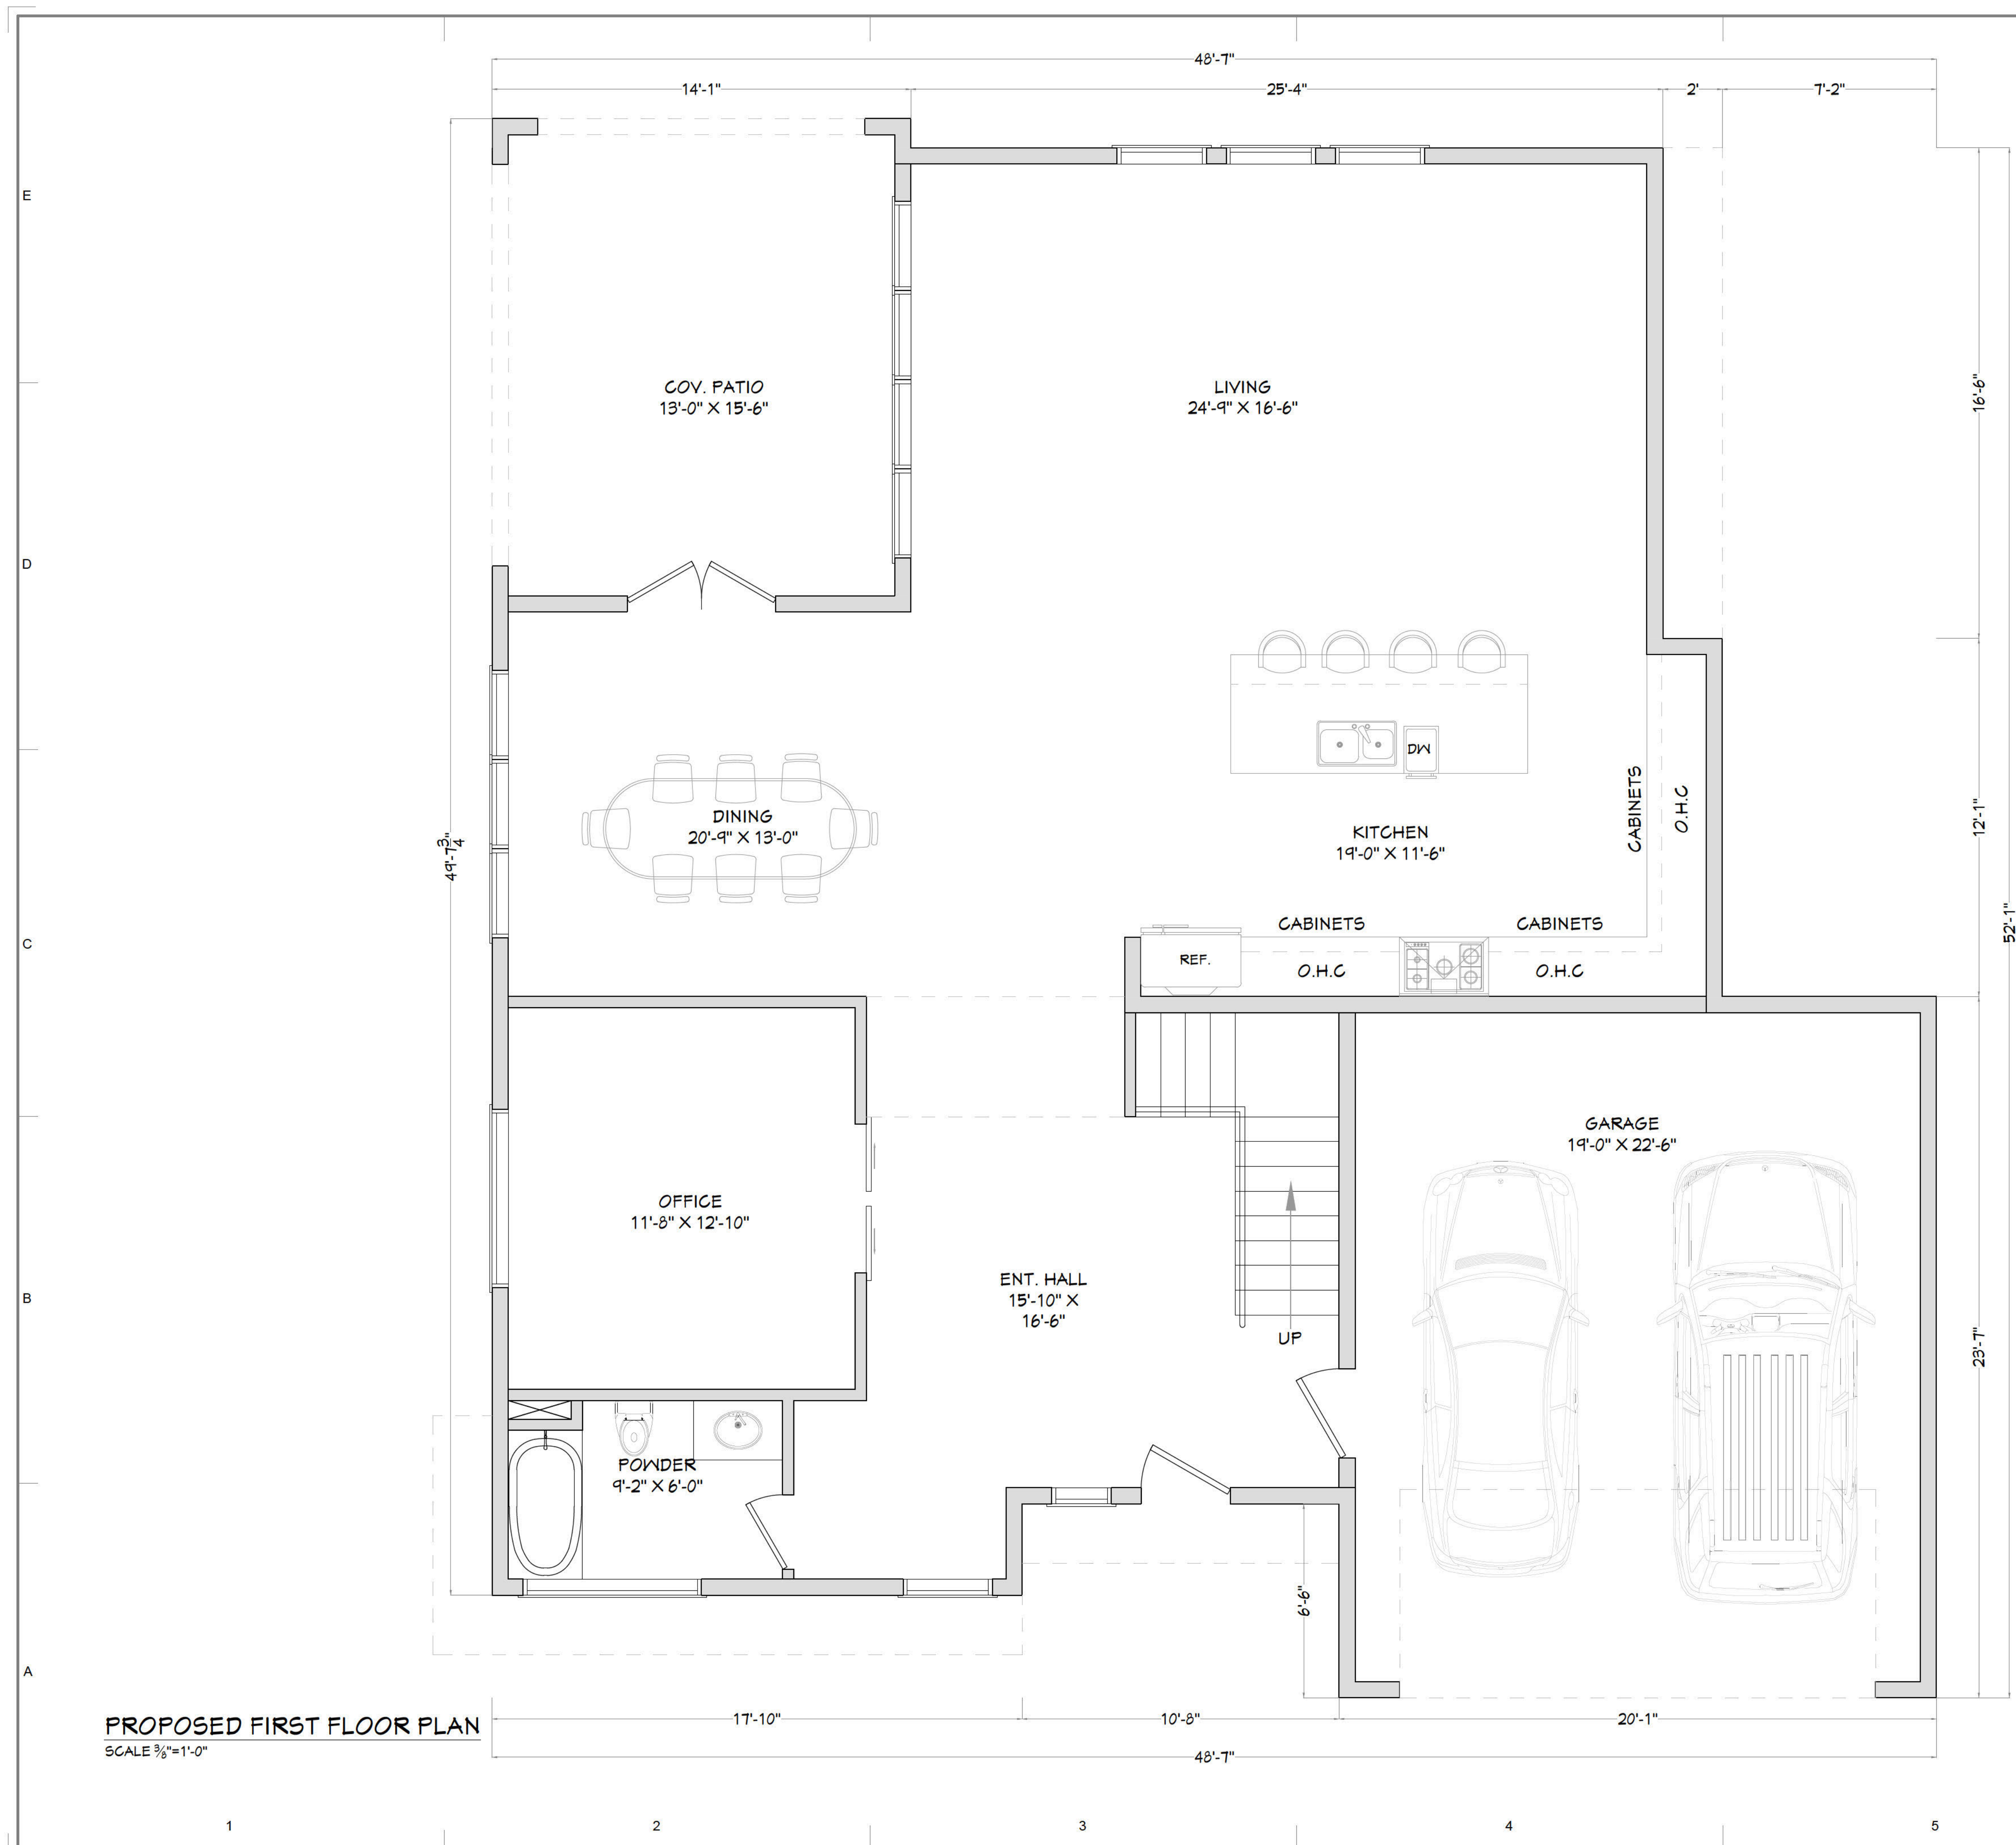 48'-7"
14'-1"
25'-4"
2'
7'-2"
E
COV. PATIO
13'-0" X 15'-6"
LIVING
24'-9" X 16'-6"
16'-6"
D
DW
DINING
20'-9" X 13'-0"
KITCHEN
19'-0" X 11'-6"
CABINETS
O.H.C
12'-1"
49'-7 3/4"
C
CABINETS
CABINETS
REF.
O.H.C
O.H.C
52'-1"
GARAGE
19'-0" X 22'-6"
OFFICE
11'-8" X 12'-10"
B
ENT. HALL
15'-10" X
16'-6"
UP
23'-7"
POWDER
9'-2" X 6'-0"
6'-6"
A
PROPOSED FIRST FLOOR PLAN
SCALE ⅜"=1'-0"
17'-10"
10'-8"
20'-1"
48'-7"
1
2
3
4
5